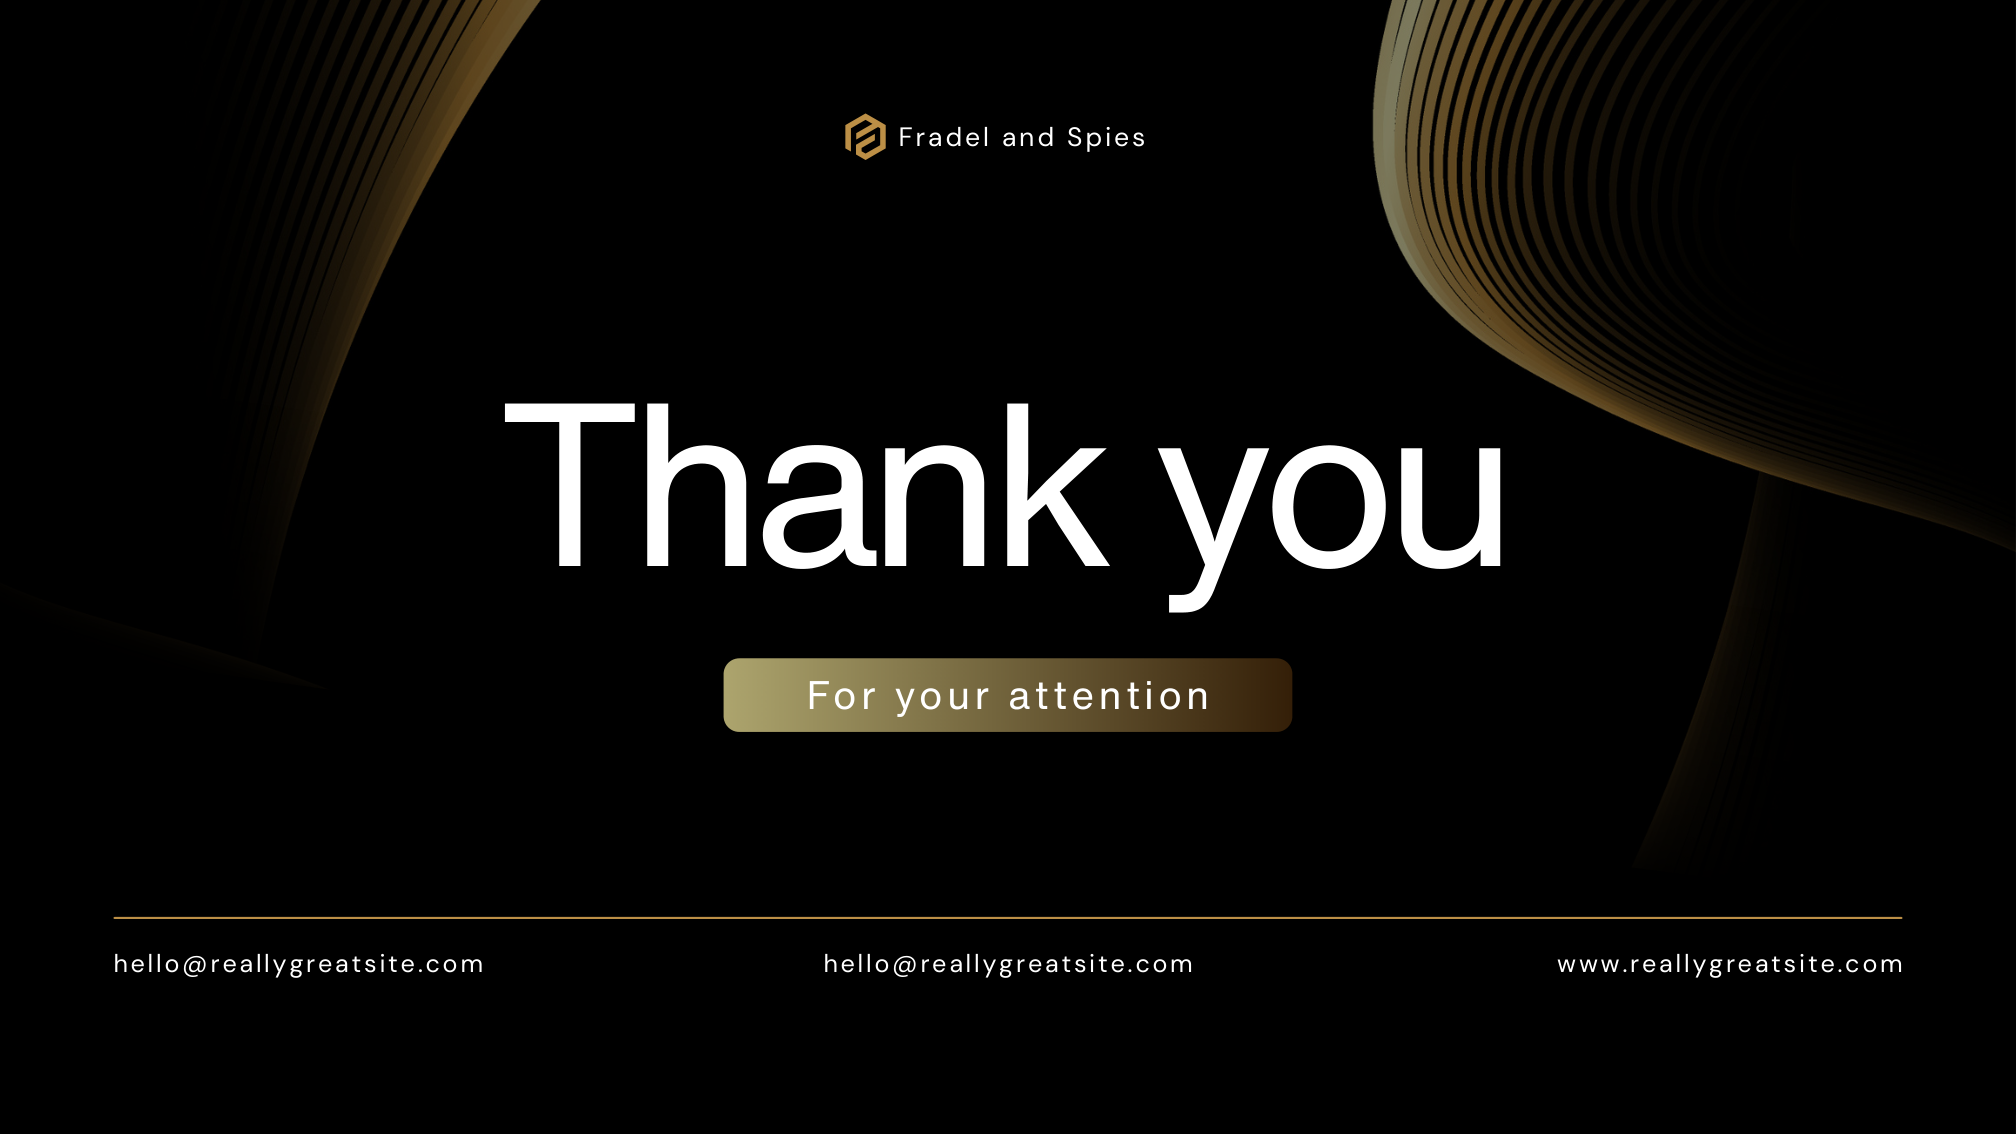 Fradel and Spies
Thank you
For your attention
hello@reallygreatsite.com
hello@reallygreatsite.com
www.reallygreatsite.com